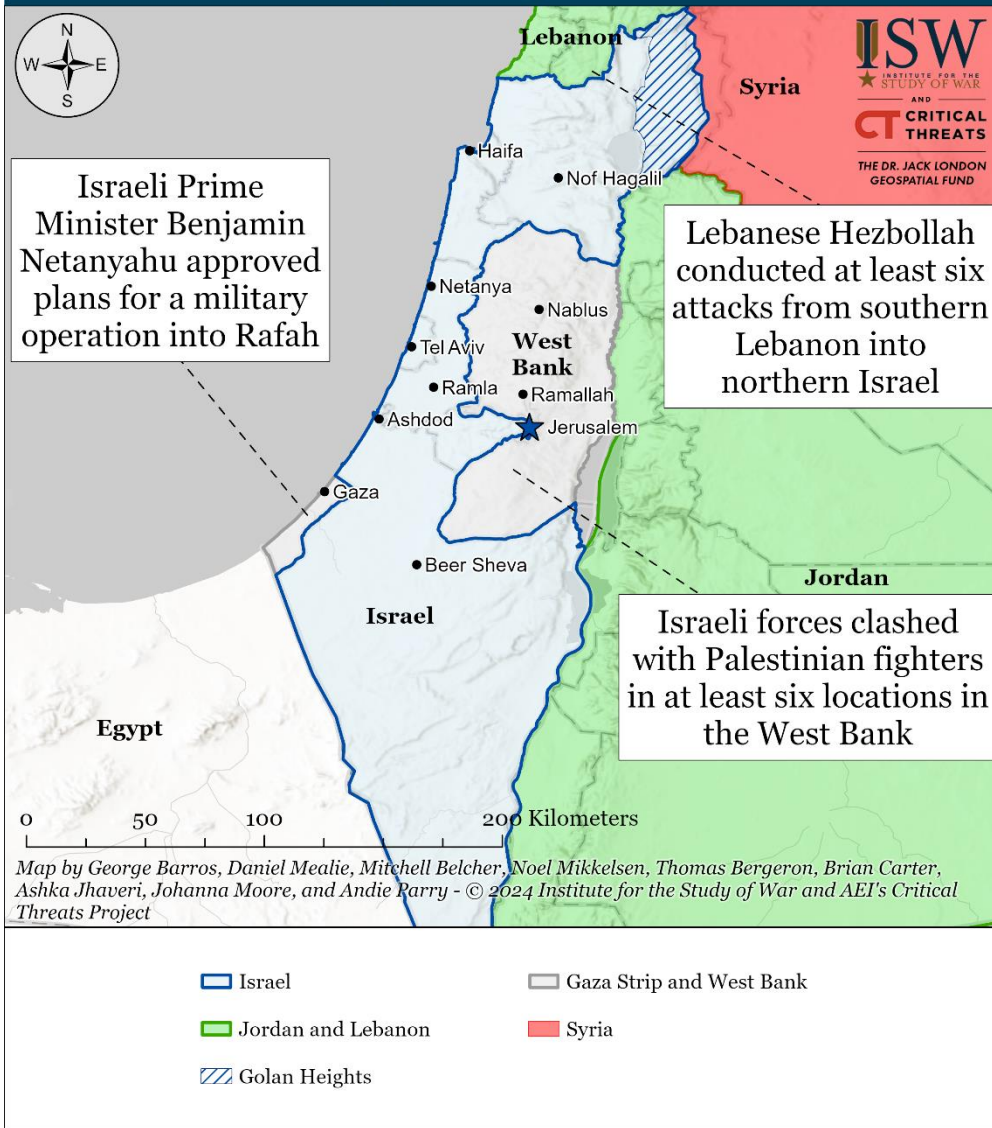 N
W
E
S
Lebanon
Syria
ISW
INSTITUTE FOR THE
STUDY OF WAR
AND
CT CRITICAL
THREATS
THE DR. JACK LONDON
GEOSPATIAL FUND
Haifa
Nof Hagalil
Israeli Prime
Minister Benjamin
Netanyahu approved
plans for a military
operation into Rafah
Lebanese Hezbollah
conducted at least six
attacks from southern
Lebanon into
northern Israel
Netanya
Nablus
Tel Aviv
West
Bank
Ramla
Ramallah
Ashdod
Jerusalem
Gaza
Beer Sheva
Jordan
Israel
Israeli forces clashed
with Palestinian fighters
in at least six locations in
the West Bank
Egypt
0 50 100 200 Kilometers
Map by George Barros, Daniel Mealie, Mitchell Belcher, Noel Mikkelsen, Thomas Bergeron, Brian Carter,
Ashka Jhaveri, Johanna Moore, and Andie Parry - © 2024 Institute for the Study of War and AEI's Critical
Threats Project
Israel
Gaza Strip and West Bank
Jordan and Lebanon
Syria
Golan Heights